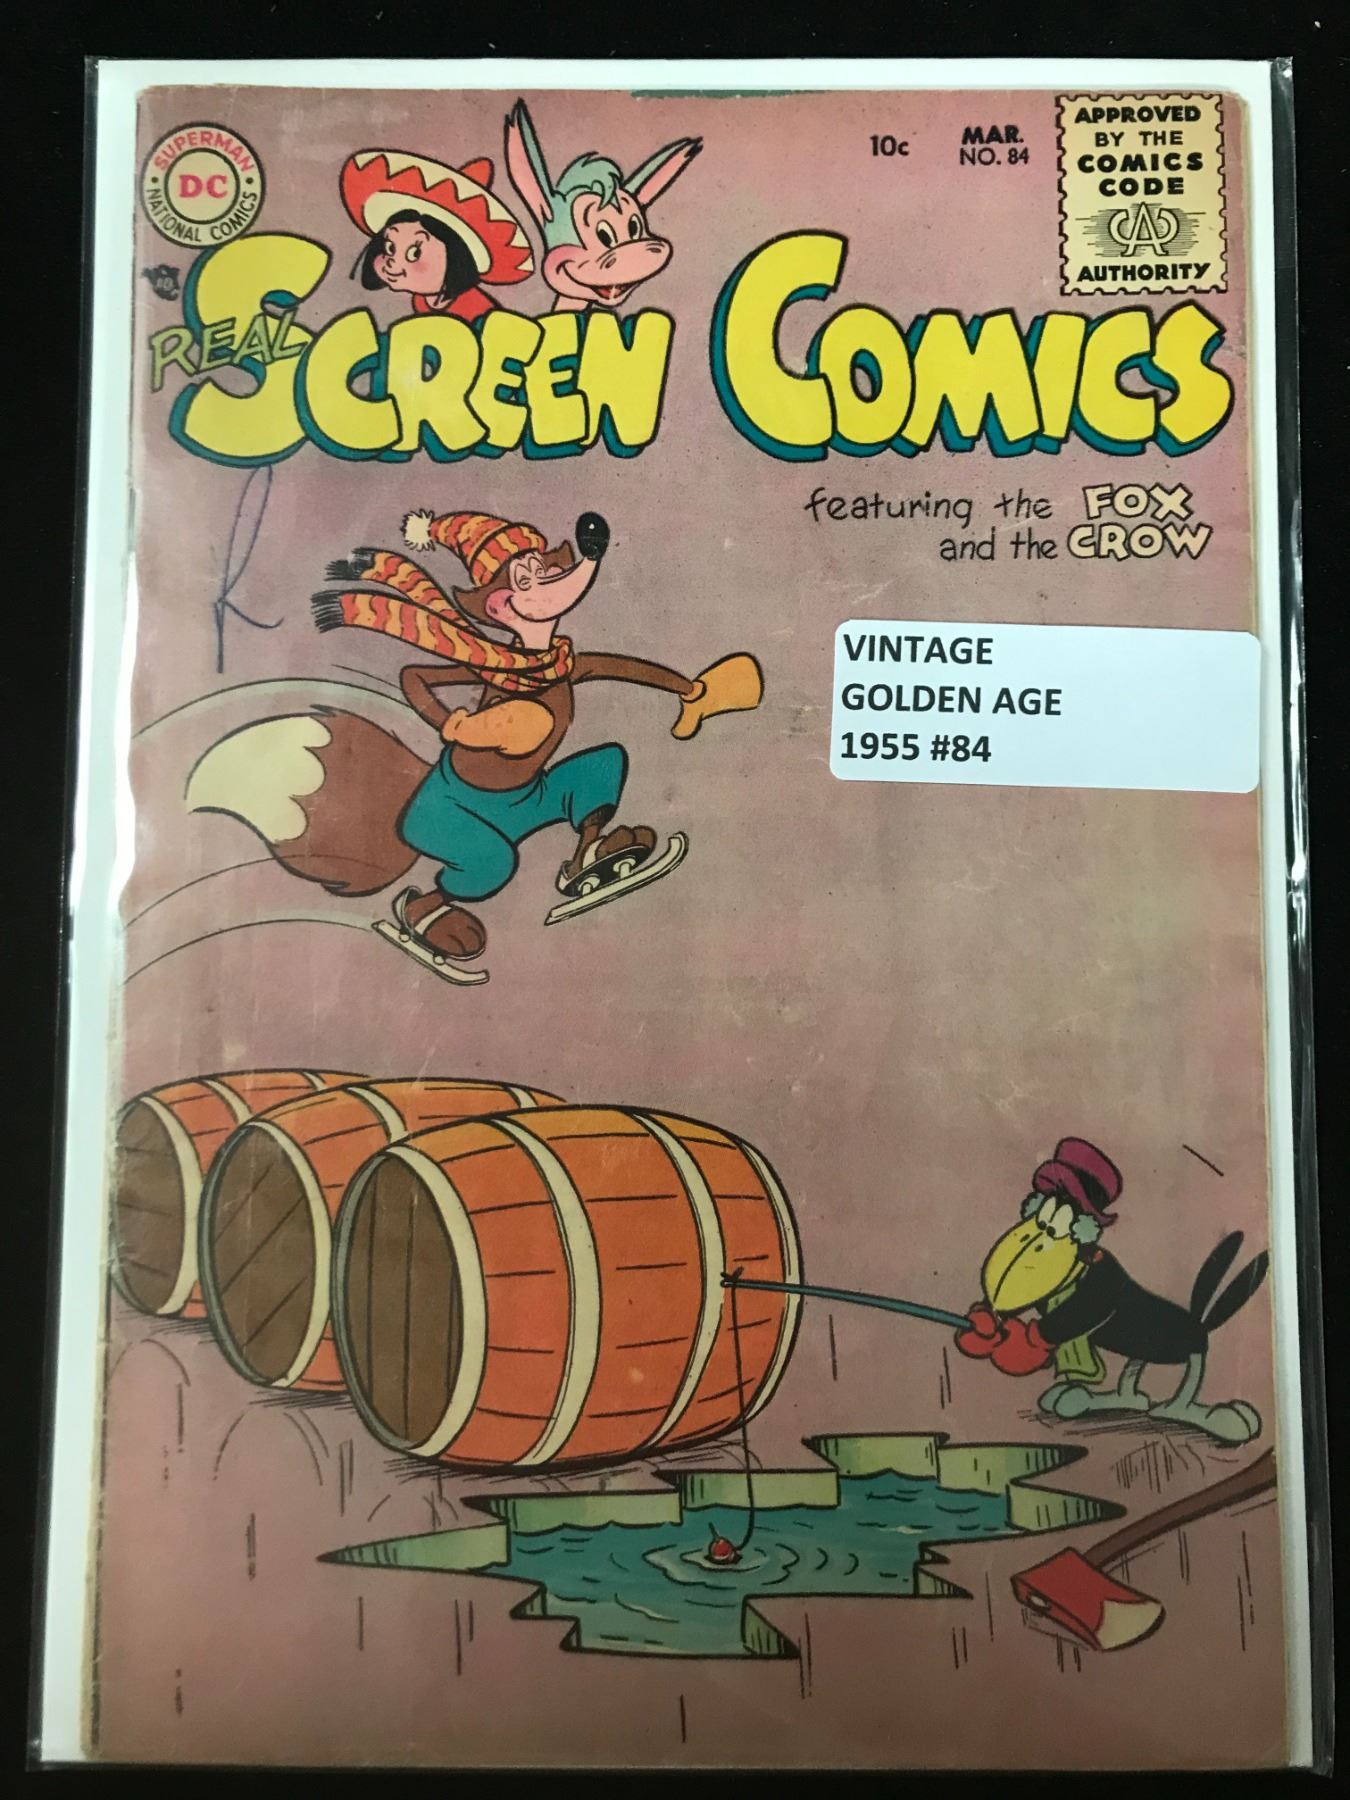 SUPERMAN
DC
NATIONAL COMICS
10c
MAR.
NO. 84
APPROVED
BY THE
COMICS
CODE
CA
AUTHORITY
REAL SCREEN COMICS
featuring the FOX
and the CROW
R
VINTAGE
GOLDEN AGE
1955 #84